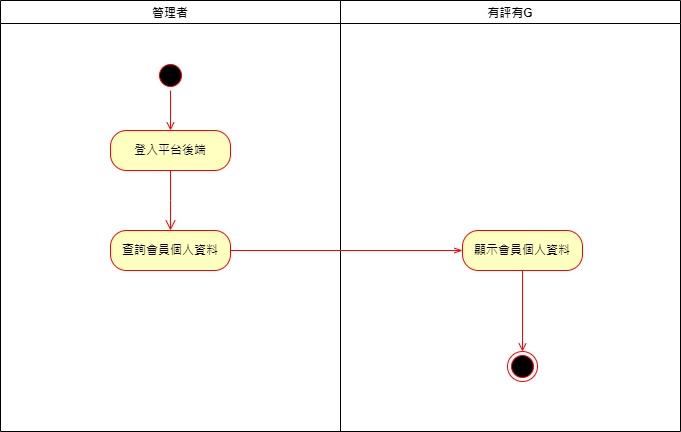 管理者
有評有G
登入平台後端
查詢會員個人資料
顯示會員個人資料